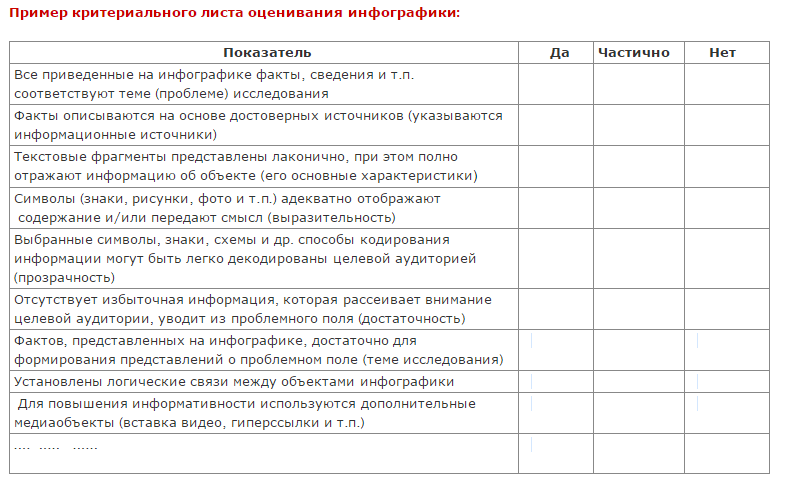 Пример критериального листа оценивания инфографики:
Показатель Да Частично Нет
Все приведенные на инфографике факты, сведения и т.п.
соответствуют теме (проблеме) исследования
Факты описываются на основе достоверных источников (указываются
информационные источники)
Текстовые фрагменты представлены лаконично, при этом полно
отражают информацию об объекте (его основные характеристики)
Символы (знаки, рисунки, фото и т.п.) адекватно отображают
содержание и/или передают смысл (выразительность)
Выбранные символы, знаки, схемы и др. способы кодирования
информации могут быть легко декодированы целевой аудиторией
(прозрачность)
Отсутствует избыточная информация, которая рассеивает внимание
целевой аудитории, уводит из проблемного поля (достаточность)
Фактов, представленных на инфографике, достаточно для
формирования представлений о проблемном поле (теме исследования)
Установлены логические связи между объектами инфографики
Для повышения информативности используются дополнительные
медиаобъекты (вставка видео, гиперссылки и т.п.)
.... ..... ......